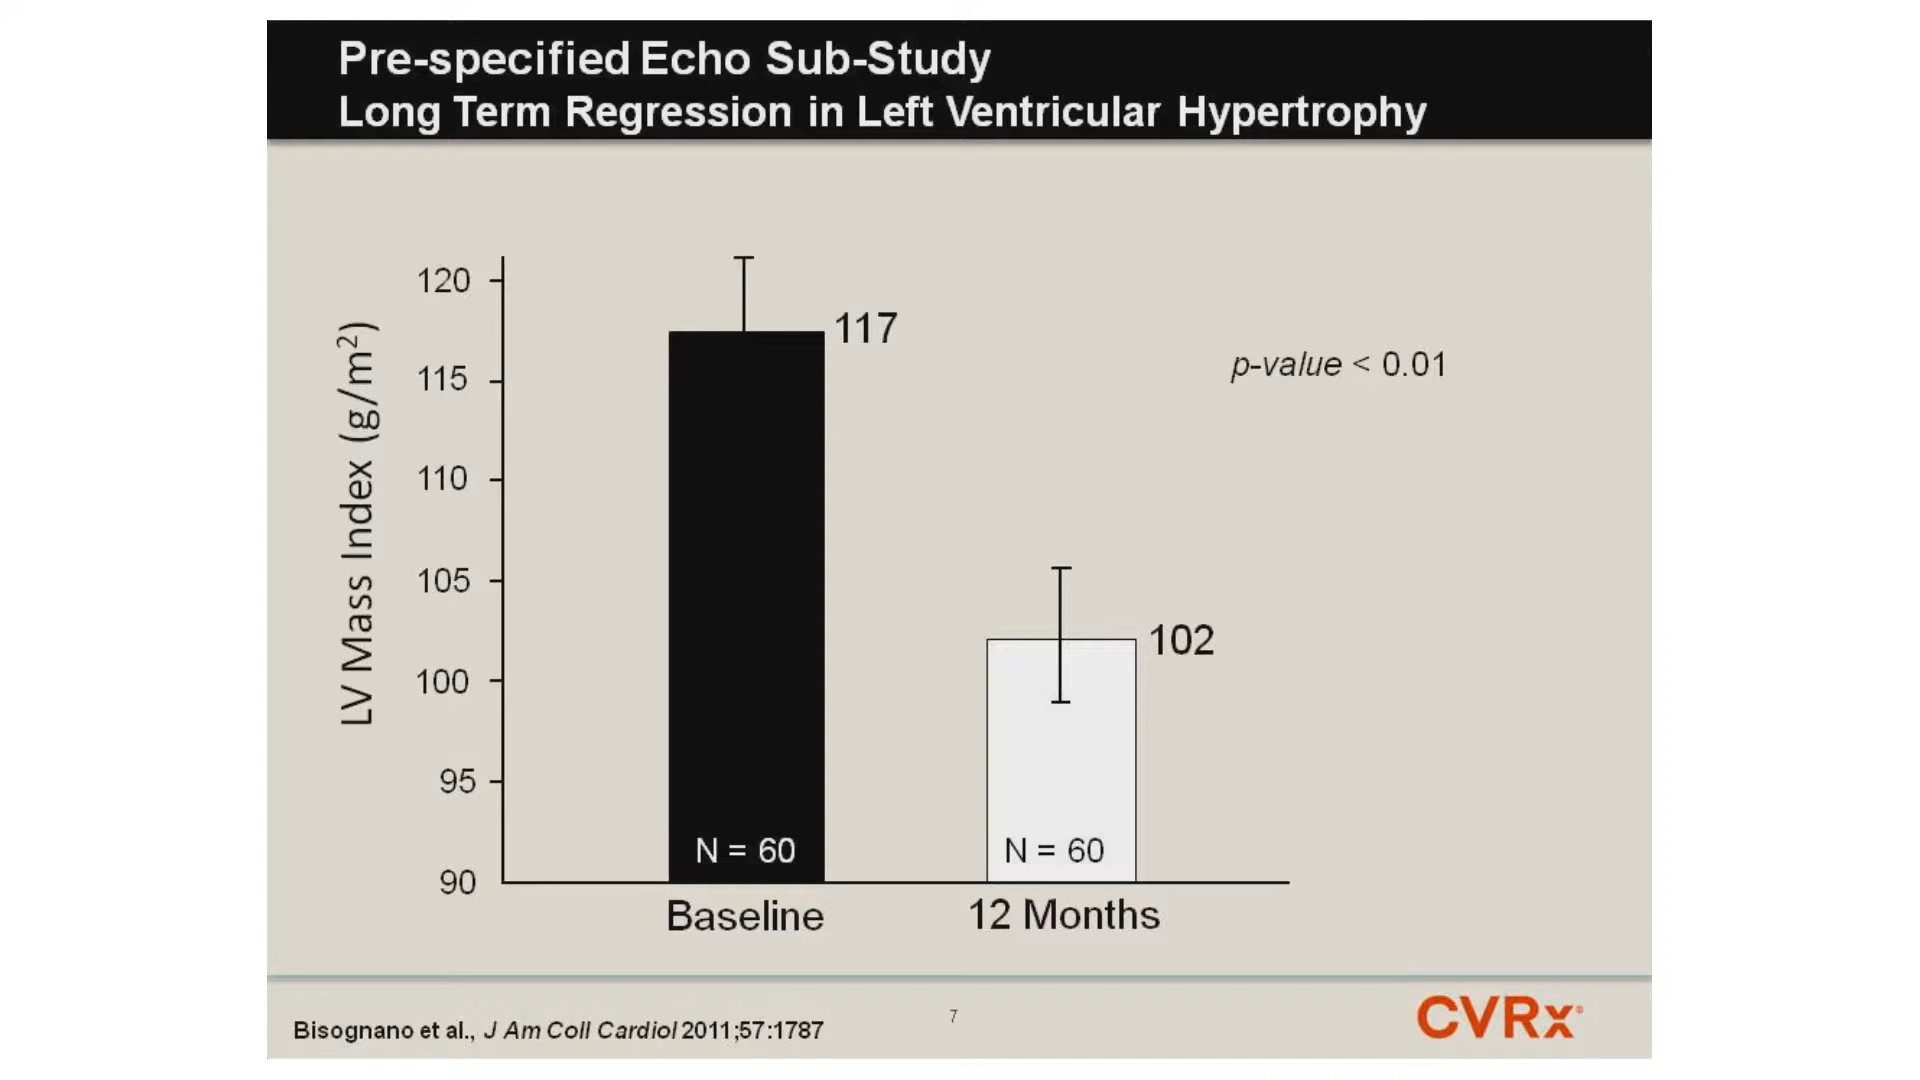 Pre-specified Echo Sub-Study
Long Term Regression in Left Ventricular Hypertrophy
LV Mass Index (g/m²)
120
115
110
105
100
95
90
117
p-value < 0.01
102
N = 60
N = 60
Baseline
12 Months
Bisognano et al., J Am Coll Cardiol 2011;57:1787
7
CVRx®